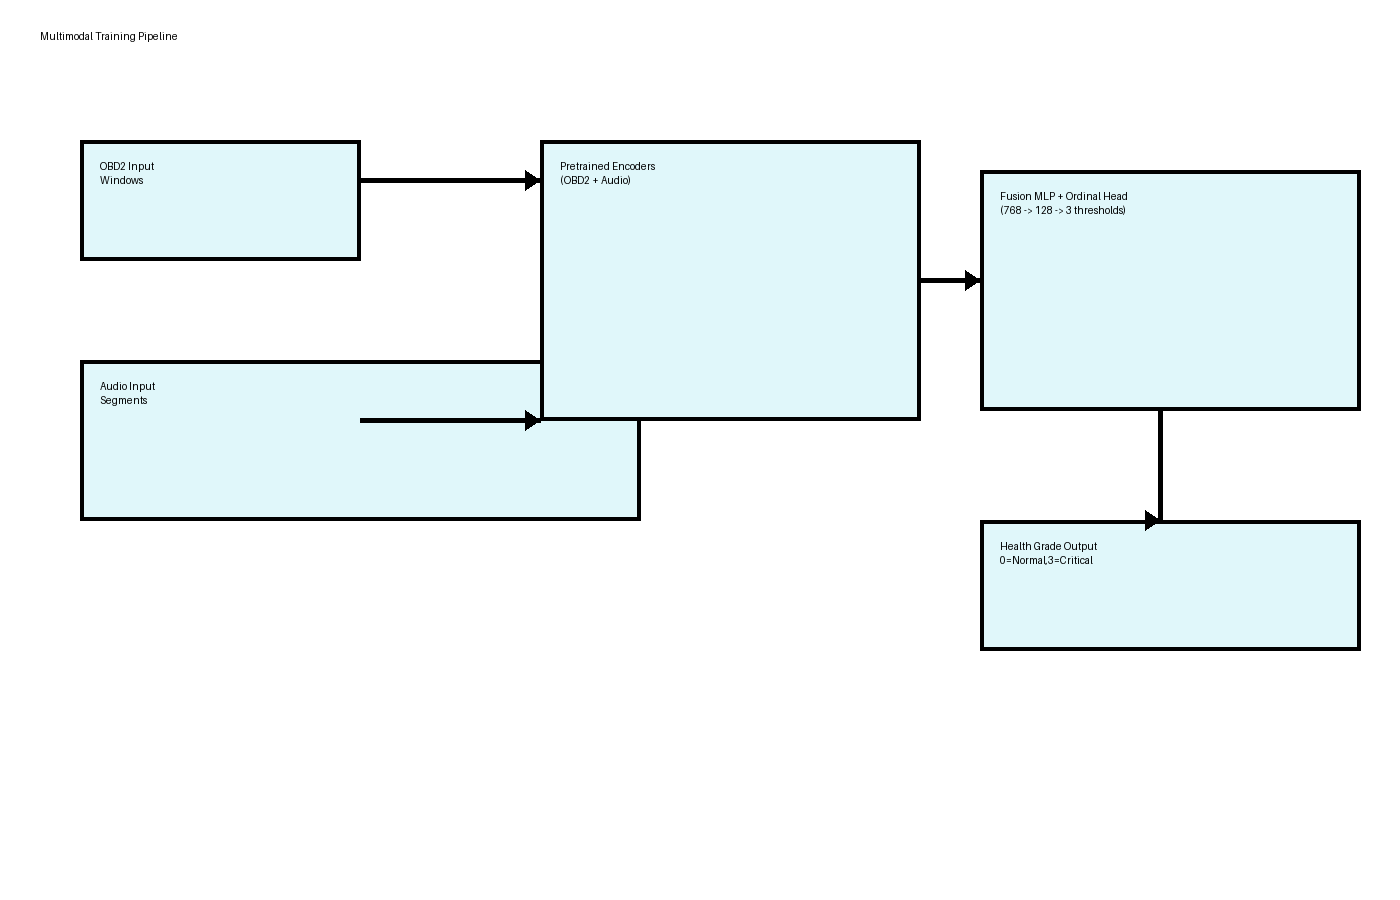 Multimodal Training Pipeline
OBD2 Input
Windows
Pretrained Encoders
(OBD2 + Audio)
Fusion MLP + Ordinal Head
(768 -> 128 -> 3 thresholds)
Audio Input
Segments
Health Grade Output
0=Normal,3=Critical